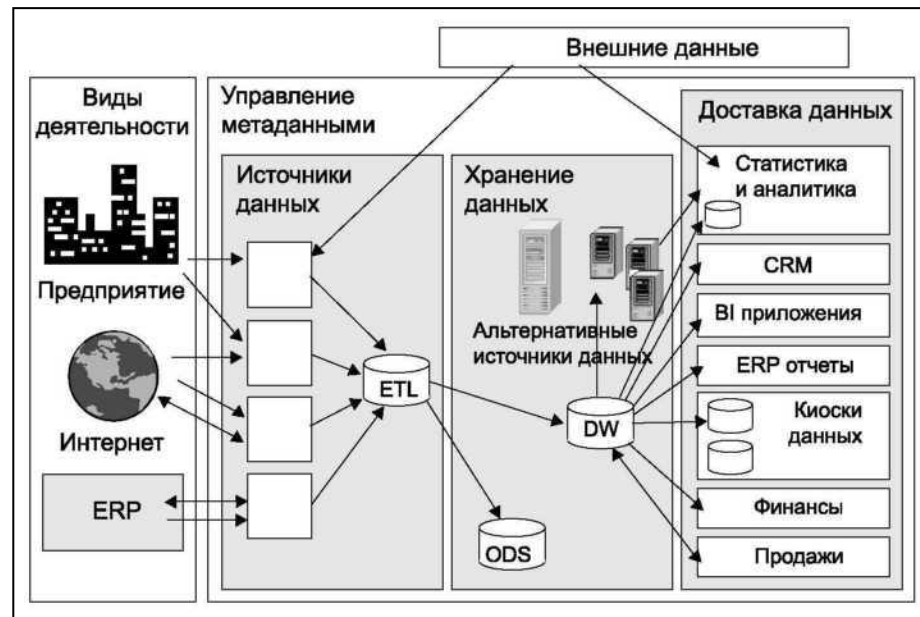 Внешние данные
Виды
деятельности
Предприятие
Интернет
ERP
Управление
метаданными
Источники
данных
ETL
Хранение
данных
Альтернативные
источники данных
DW
ODS
Доставка данных
Статистика
и аналитика
CRM
BI приложения
ERP отчеты
Киоски
данных
Финансы
Продажи